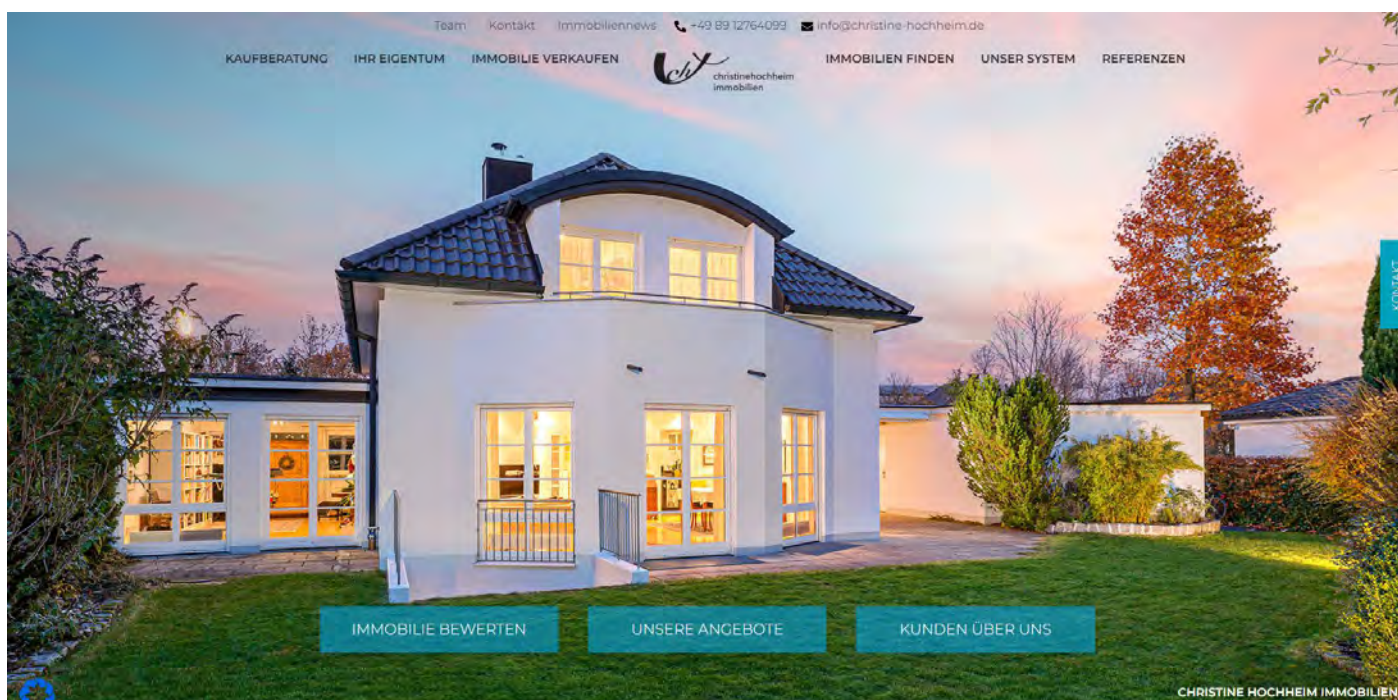 Team Kontakt Immobiliennews +49 89 12764099 info@christine-hochheim.de
KAUFBERATUNG IHR EIGENTUM IMMOBILIE VERKAUFEN IMMOBILIEN FINDEN UNSER SYSTEM REFERENZEN
christinehochheim
immobilien
IMMOBILIE BEWERTEN UNSERE ANGEBOTE KUNDEN ÜBER UNS
CHRISTINE HOCHHEIM IMMOBILIEN